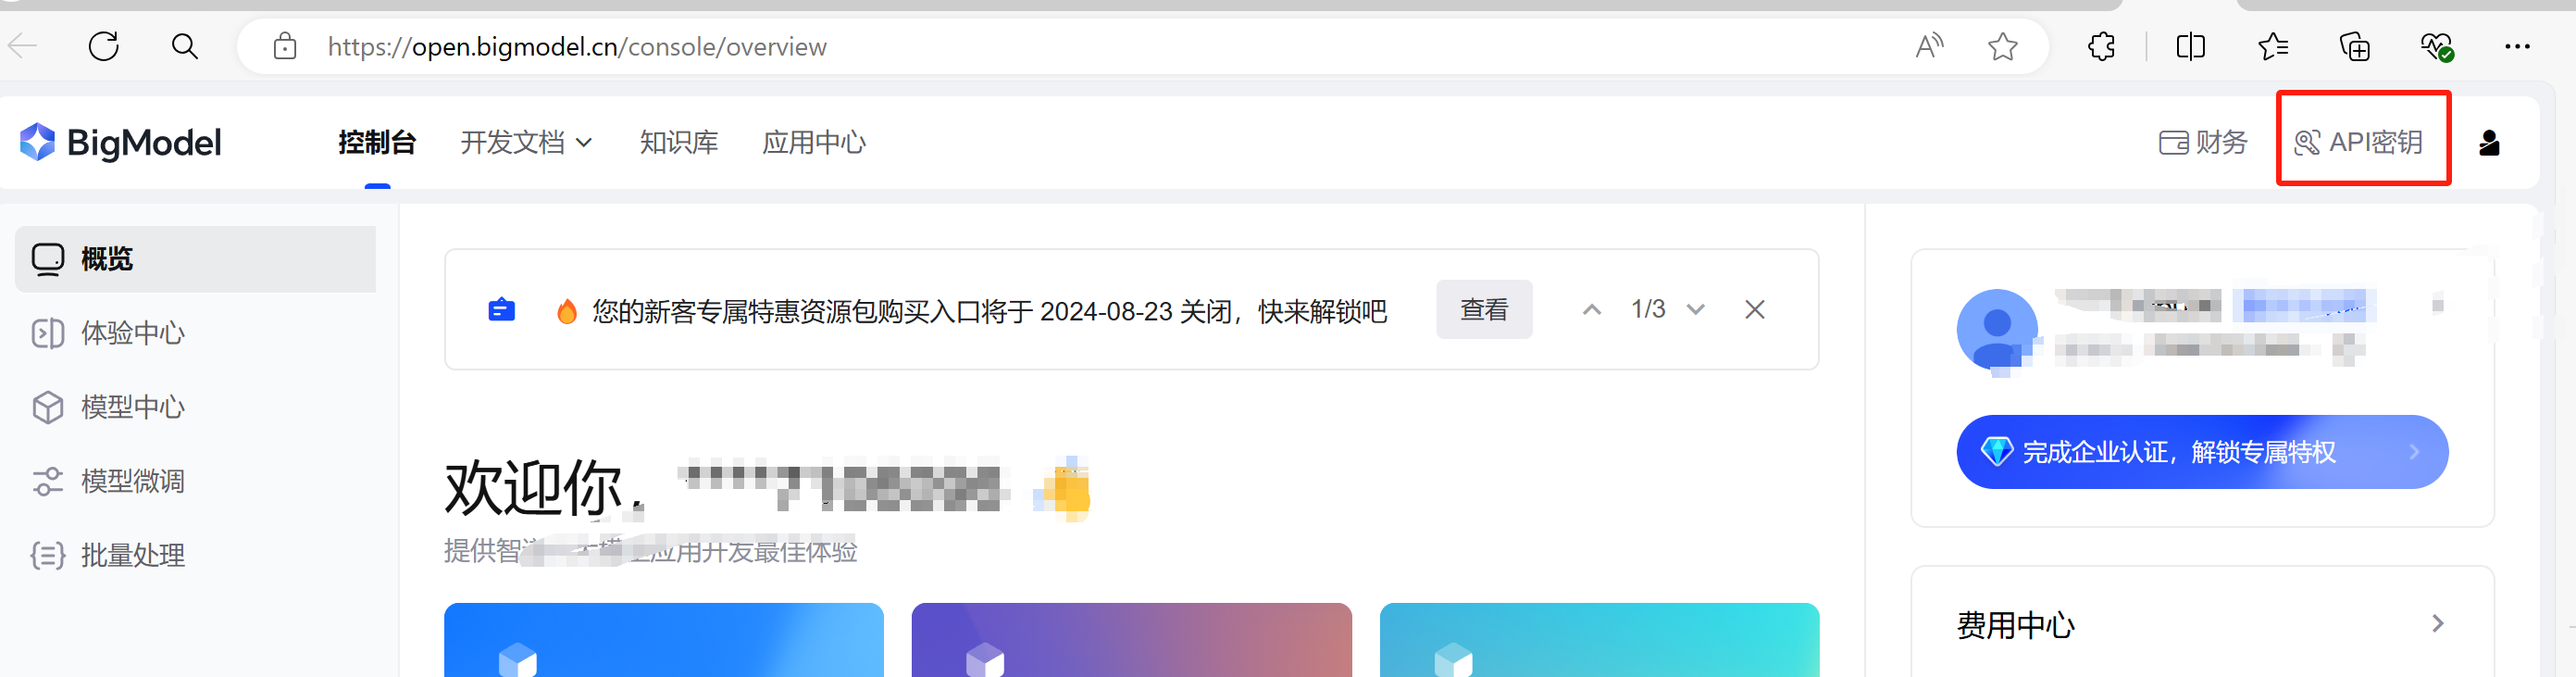 https://open.bigmodel.cn/console/overview
BigModel 控制台 开发文档 知识库 应用中心 财务 API密钥
概览
体验中心
模型中心
模型微调
批量处理
您的新客专属特惠资源包购买入口将于 2024-08-23 关闭，快来解锁吧 查看 1/3
欢迎你，
提供智 应用开发最佳体验
完成企业认证，解锁专属特权
费用中心